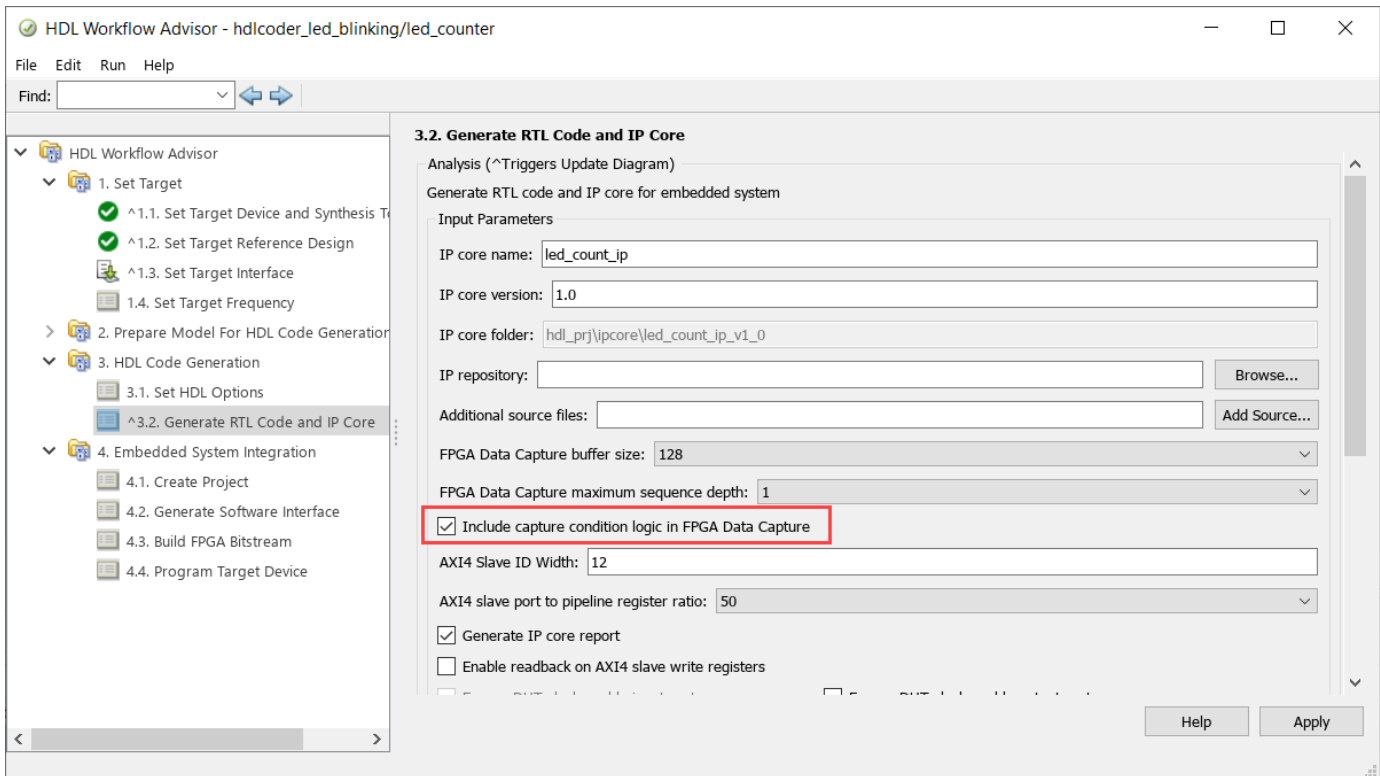 HDL Workflow Advisor - hdlcoder_led_blinking/led_counter
File Edit Run Help
Find:
HDL Workflow Advisor
1. Set Target
^1.1. Set Target Device and Synthesis
^1.2. Set Target Reference Design
^1.3. Set Target Interface
1.4. Set Target Frequency
2. Prepare Model For HDL Code Generation
3. HDL Code Generation
3.1. Set HDL Options
^3.2. Generate RTL Code and IP Core
4. Embedded System Integration
4.1. Create Project
4.2. Generate Software Interface
4.3. Build FPGA Bitstream
4.4. Program Target Device
3.2. Generate RTL Code and IP Core
Analysis (^Triggers Update Diagram)
Generate RTL code and IP core for embedded system
Input Parameters
IP core name: led_count_ip
IP core version: 1.0
IP core folder: hdl_prj\ipcore\led_count_ip_v1_0
IP repository: Browse...
Additional source files: Add Source...
FPGA Data Capture buffer size: 128
FPGA Data Capture maximum sequence depth: 1
Include capture condition logic in FPGA Data Capture
AXI4 Slave ID Width: 12
AXI4 slave port to pipeline register ratio: 50
Generate IP core report
Enable readback on AXI4 slave write registers
Help Apply